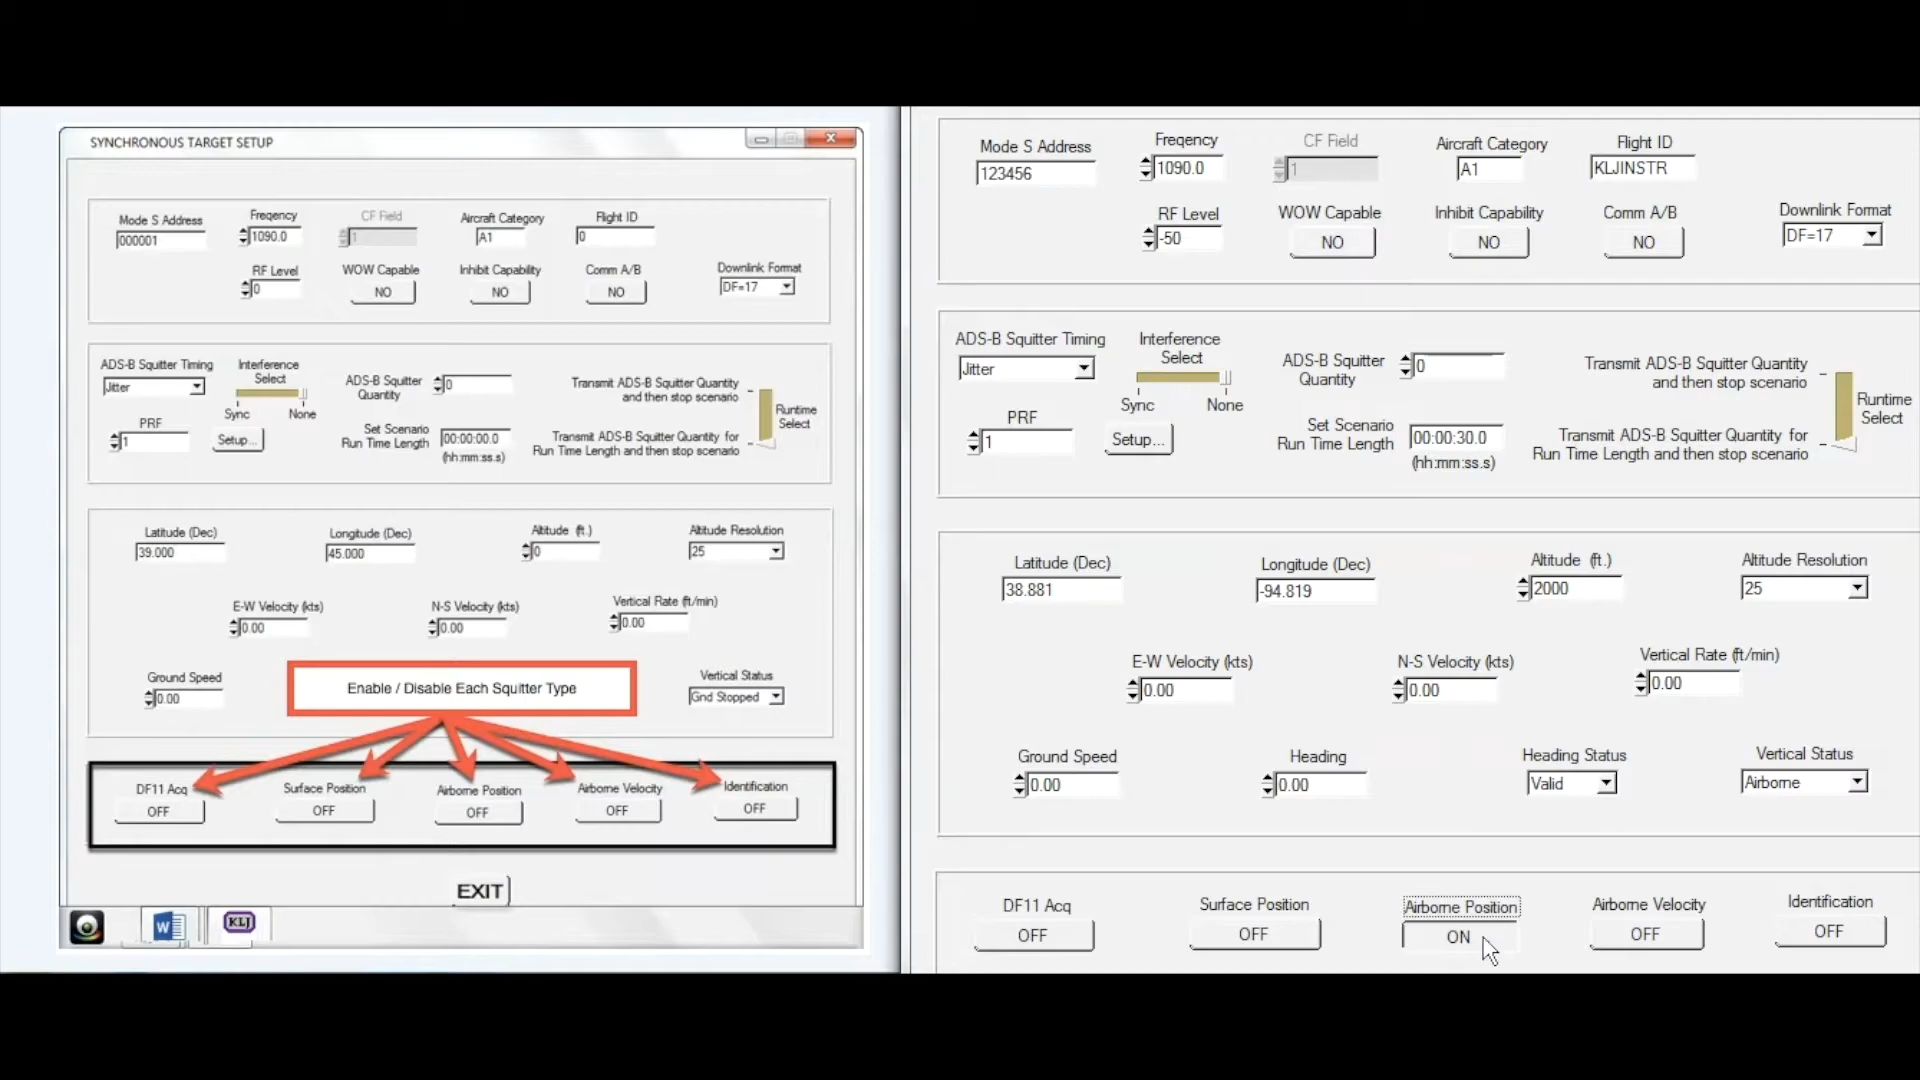 SYNCHRONOUS TARGET SETUP
Mode S Address
Freqency
CF Field
Aircraft Category
Flight ID
000001
1090.0
1
A1
0
RF Level
WOW Capable
Inhibit Capability
Comm A/B
Downlink Format
0
NO
NO
NO
DF=17
ADS-B Squitter Timing
Interference
Select
Jitter
Sync
None
ADS-B Squitter
Quantity
0
Transmit ADS-B Squitter Quantity
and then stop scenario
Runtime
Select
PRF
1
Setup...
Set Scenario
Run Time Length
00:00:00.0
(hh:mm:ss.s)
Transmit ADS-B Squitter Quantity for
Run Time Length and then stop scenario
Latitude (Dec)
Longitude (Dec)
Altitude (ft.)
Altitude Resolution
39.000
45.000
0
25
E-W Velocity (kts)
N-S Velocity (kts)
Vertical Rate (ft/min)
0.00
0.00
0.00
Ground Speed
0.00
Enable / Disable Each Squitter Type
Vertical Status
Gnd Stopped
DF11 Acq
Surface Position
Airborne Position
Airborne Velocity
Identification
OFF
OFF
OFF
OFF
OFF
EXIT
W
KLJ
Mode S Address
Freqency
CF Field
Aircraft Category
Flight ID
123456
1090.0
1
A1
KLJINSTR
RF Level
WOW Capable
Inhibit Capability
Comm A/B
Downlink Format
-50
NO
NO
NO
DF=17
ADS-B Squitter Timing
Interference
Select
Jitter
Sync
None
ADS-B Squitter
Quantity
0
Transmit ADS-B Squitter Quantity
and then stop scenario
Runtime
Select
PRF
1
Setup...
Set Scenario
Run Time Length
00:00:30.0
(hh:mm:ss.s)
Transmit ADS-B Squitter Quantity for
Run Time Length and then stop scenario
Latitude (Dec)
Longitude (Dec)
Altitude (ft.)
Altitude Resolution
38.881
-94.819
2000
25
E-W Velocity (kts)
N-S Velocity (kts)
Vertical Rate (ft/min)
0.00
0.00
0.00
Ground Speed
Heading
Heading Status
Vertical Status
0.00
0.00
Valid
Airborne
DF11 Acq
Surface Position
Airborne Position
Airborne Velocity
Identification
OFF
OFF
ON
OFF
OFF